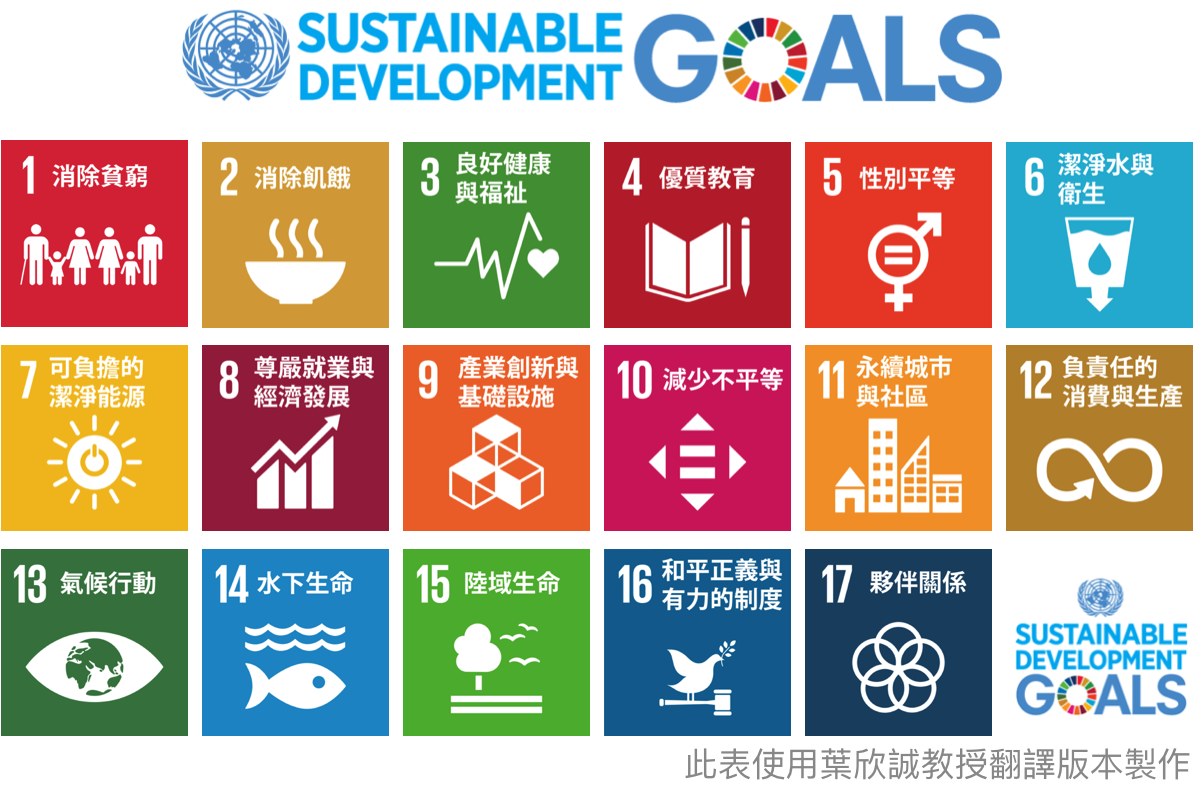 SUSTAINABLE
DEVELOPMENT
GOALS
1 消除貧窮
2 消除飢餓
3 良好健康
與福祉
4 優質教育
5 性別平等
6 潔淨水與
衛生
7 可負擔的
潔淨能源
8 尊嚴就業與
經濟發展
9 產業創新與
基礎設施
10 減少不平等
11 永續城市
與社區
12 負責任的
消費與生產
13 氣候行動
14 水下生命
15 陸域生命
16 和平正義與
有力的制度
17 夥伴關係
SUSTAINABLE
DEVELOPMENT
GOALS
此表使用葉欣誠教授翻譯版本製作